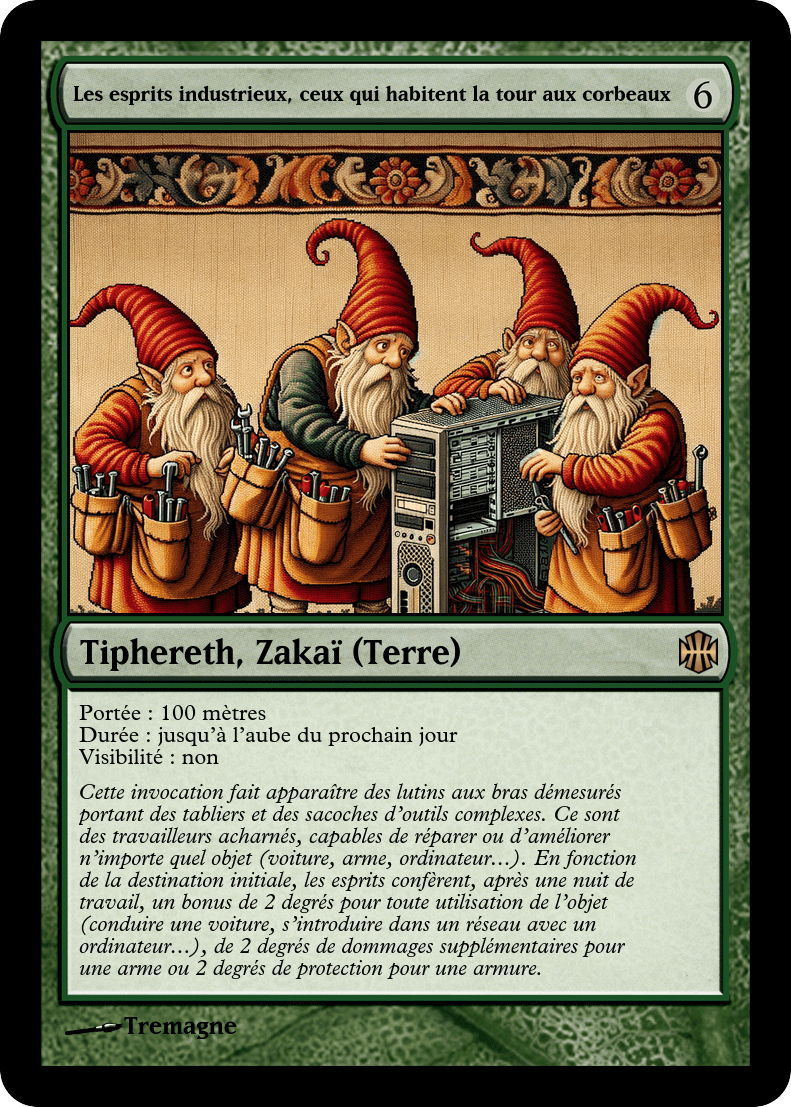 Les esprits industrieux, ceux qui habitent la tour aux corbeaux 6
Tiphereth, Zakaï (Terre)
Portée : 100 mètres
Durée : jusqu'à l'aube du prochain jour
Visibilité : non
Cette invocation fait apparaître des lutins aux bras démesurés
portant des tabliers et des sacoches d'outils complexes. Ce sont
des travailleurs acharnés, capables de réparer ou d'améliorer
n'importe quel objet (voiture, arme, ordinateur...). En fonction
de la destination initiale, les esprits confèrent, après une nuit de
travail, un bonus de 2 degrés pour toute utilisation de l'objet
(conduire une voiture, s'introduire dans un réseau avec un
ordinateur...), de 2 degrés de dommages supplémentaires pour
une arme ou 2 degrés de protection pour une armure.
Tremagne